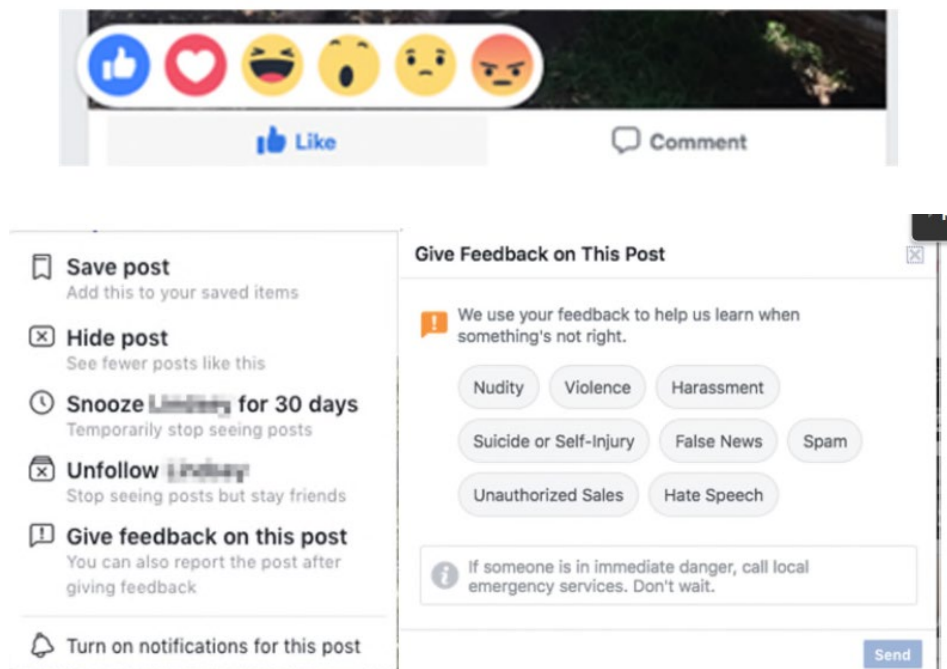 Like
Comment
Save post
Add this to your saved items
Hide post
See fewer posts like this
Snooze for 30 days
Temporarily stop seeing posts
Unfollow
Stop seeing posts but stay friends
Give feedback on this post
You can also report the post after
giving feedback
Turn on notifications for this post
Give Feedback on This Post
We use your feedback to help us learn when
something's not right.
Nudity Violence Harassment
Suicide or Self-Injury False News Spam
Unauthorized Sales Hate Speech
If someone is in immediate danger, call local
emergency services. Don't wait.
Send